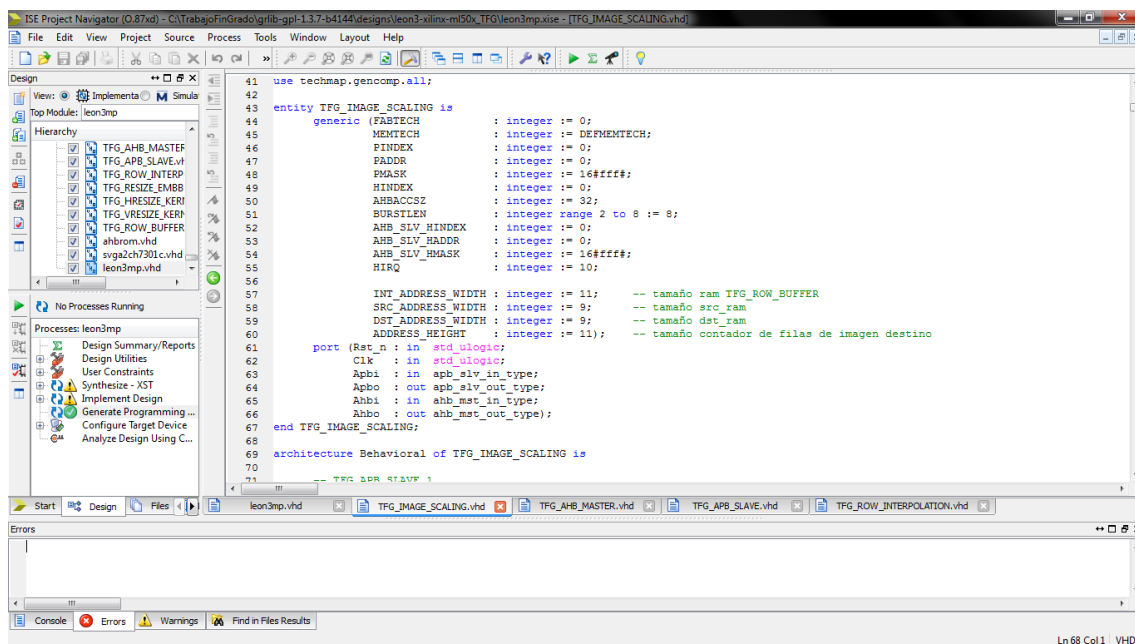 ISE Project Navigator (O.87xd) - C:\TrabajoFinGrado\grlib-gpl-1.3.7-b4144\designs\leon3-xilinx-ml50x_TFG\leon3mp.xise - [TFG_IMAGE_SCALING.vhd]
File Edit View Project Source Process Tools Window Layout Help
Design
View: Implementa Simula
Top Module: leon3mp
Hierarchy
TFG_AHB_MASTER
TFG_APB_SLAVE.vh
TFG_ROW_INTERP
TFG_RESIZE_EMBB
TFG_HRESIZE_KERN
TFG_VRESIZE_KERN
TFG_ROW_BUFFER
ahbrom.vhd
svga2ch7301c.vhd
leon3mp.vhd
No Processes Running
Processes: leon3mp
Design Summary/Reports
Design Utilities
User Constraints
Synthesize - XST
Implement Design
Generate Programming ...
Configure Target Device
Analyze Design Using C...
Start Design Files
41 use techmap.gencomp.all;
42
43 entity TFG_IMAGE_SCALING is
44 generic (FABTECH : integer := 0;
45 MEMTECH : integer := DEFMEMTECH;
46 PINDEX : integer := 0;
47 PADDR : integer := 0;
48 PMASK : integer := 16#fff#;
49 HINDEX : integer := 0;
50 AHBACCSZ : integer := 32;
51 BURSTLEN : integer range 2 to 8 := 8;
52 AHB_SLV_HINDEX : integer := 0;
53 AHB_SLV_HADDR : integer := 0;
54 AHB_SLV_HMASK : integer := 16#fff#;
55 HIRQ : integer := 10;
56
57 INT_ADDRESS_WIDTH : integer := 11; -- tamaño ram TFG_ROW_BUFFER
58 SRC_ADDRESS_WIDTH : integer := 9; -- tamaño src_ram
59 DST_ADDRESS_WIDTH : integer := 9; -- tamaño dst_ram
60 ADDRESS_HEIGHT : integer := 11); -- tamaño contador de filas de imagen destino
61 port (Rst_n : in std_ulogic;
62 Clk : in std_ulogic;
63 Apbi : in apb_slv_in_type;
64 Apbo : out apb_slv_out_type;
65 Ahbi : in ahb_mst_in_type;
66 Ahbo : out ahb_mst_out_type);
67 end TFG_IMAGE_SCALING;
68
69 architecture Behavioral of TFG_IMAGE_SCALING is
70
71 -- TFG_APB_SLAVE_1
leon3mp.vhd TFG_IMAGE_SCALING.vhd TFG_AHB_MASTER.vhd TFG_APB_SLAVE.vhd TFG_ROW_INTERPOLATION.vhd
Errors
Console Errors Warnings Find in Files Results
Ln 68 Col 1 VHD